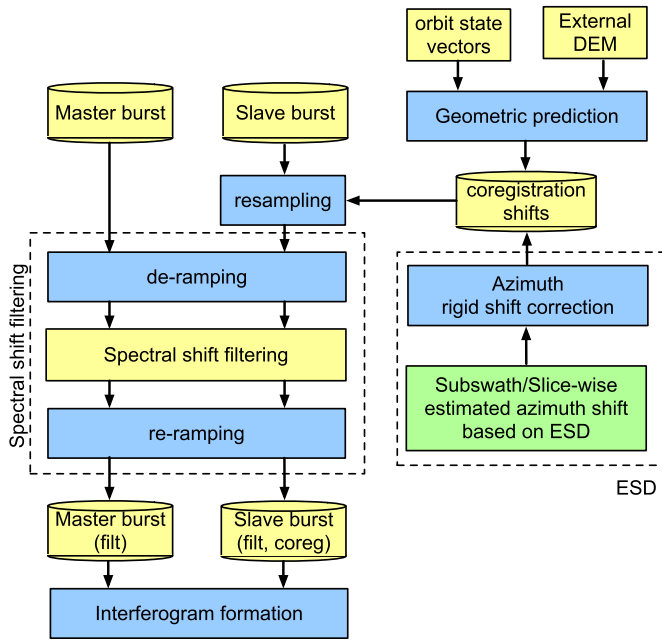 orbit state
vectors
External
DEM
Master burst
Slave burst
Geometric prediction
resampling
coregistration
shifts
Spectral shift filtering
de-ramping
Azimuth
rigid shift correction
Spectral shift filtering
Subswath/Slice-wise
estimated azimuth shift
based on ESD
re-ramping
ESD
Master burst
(filt)
Slave burst
(filt, coreg)
Interferogram formation